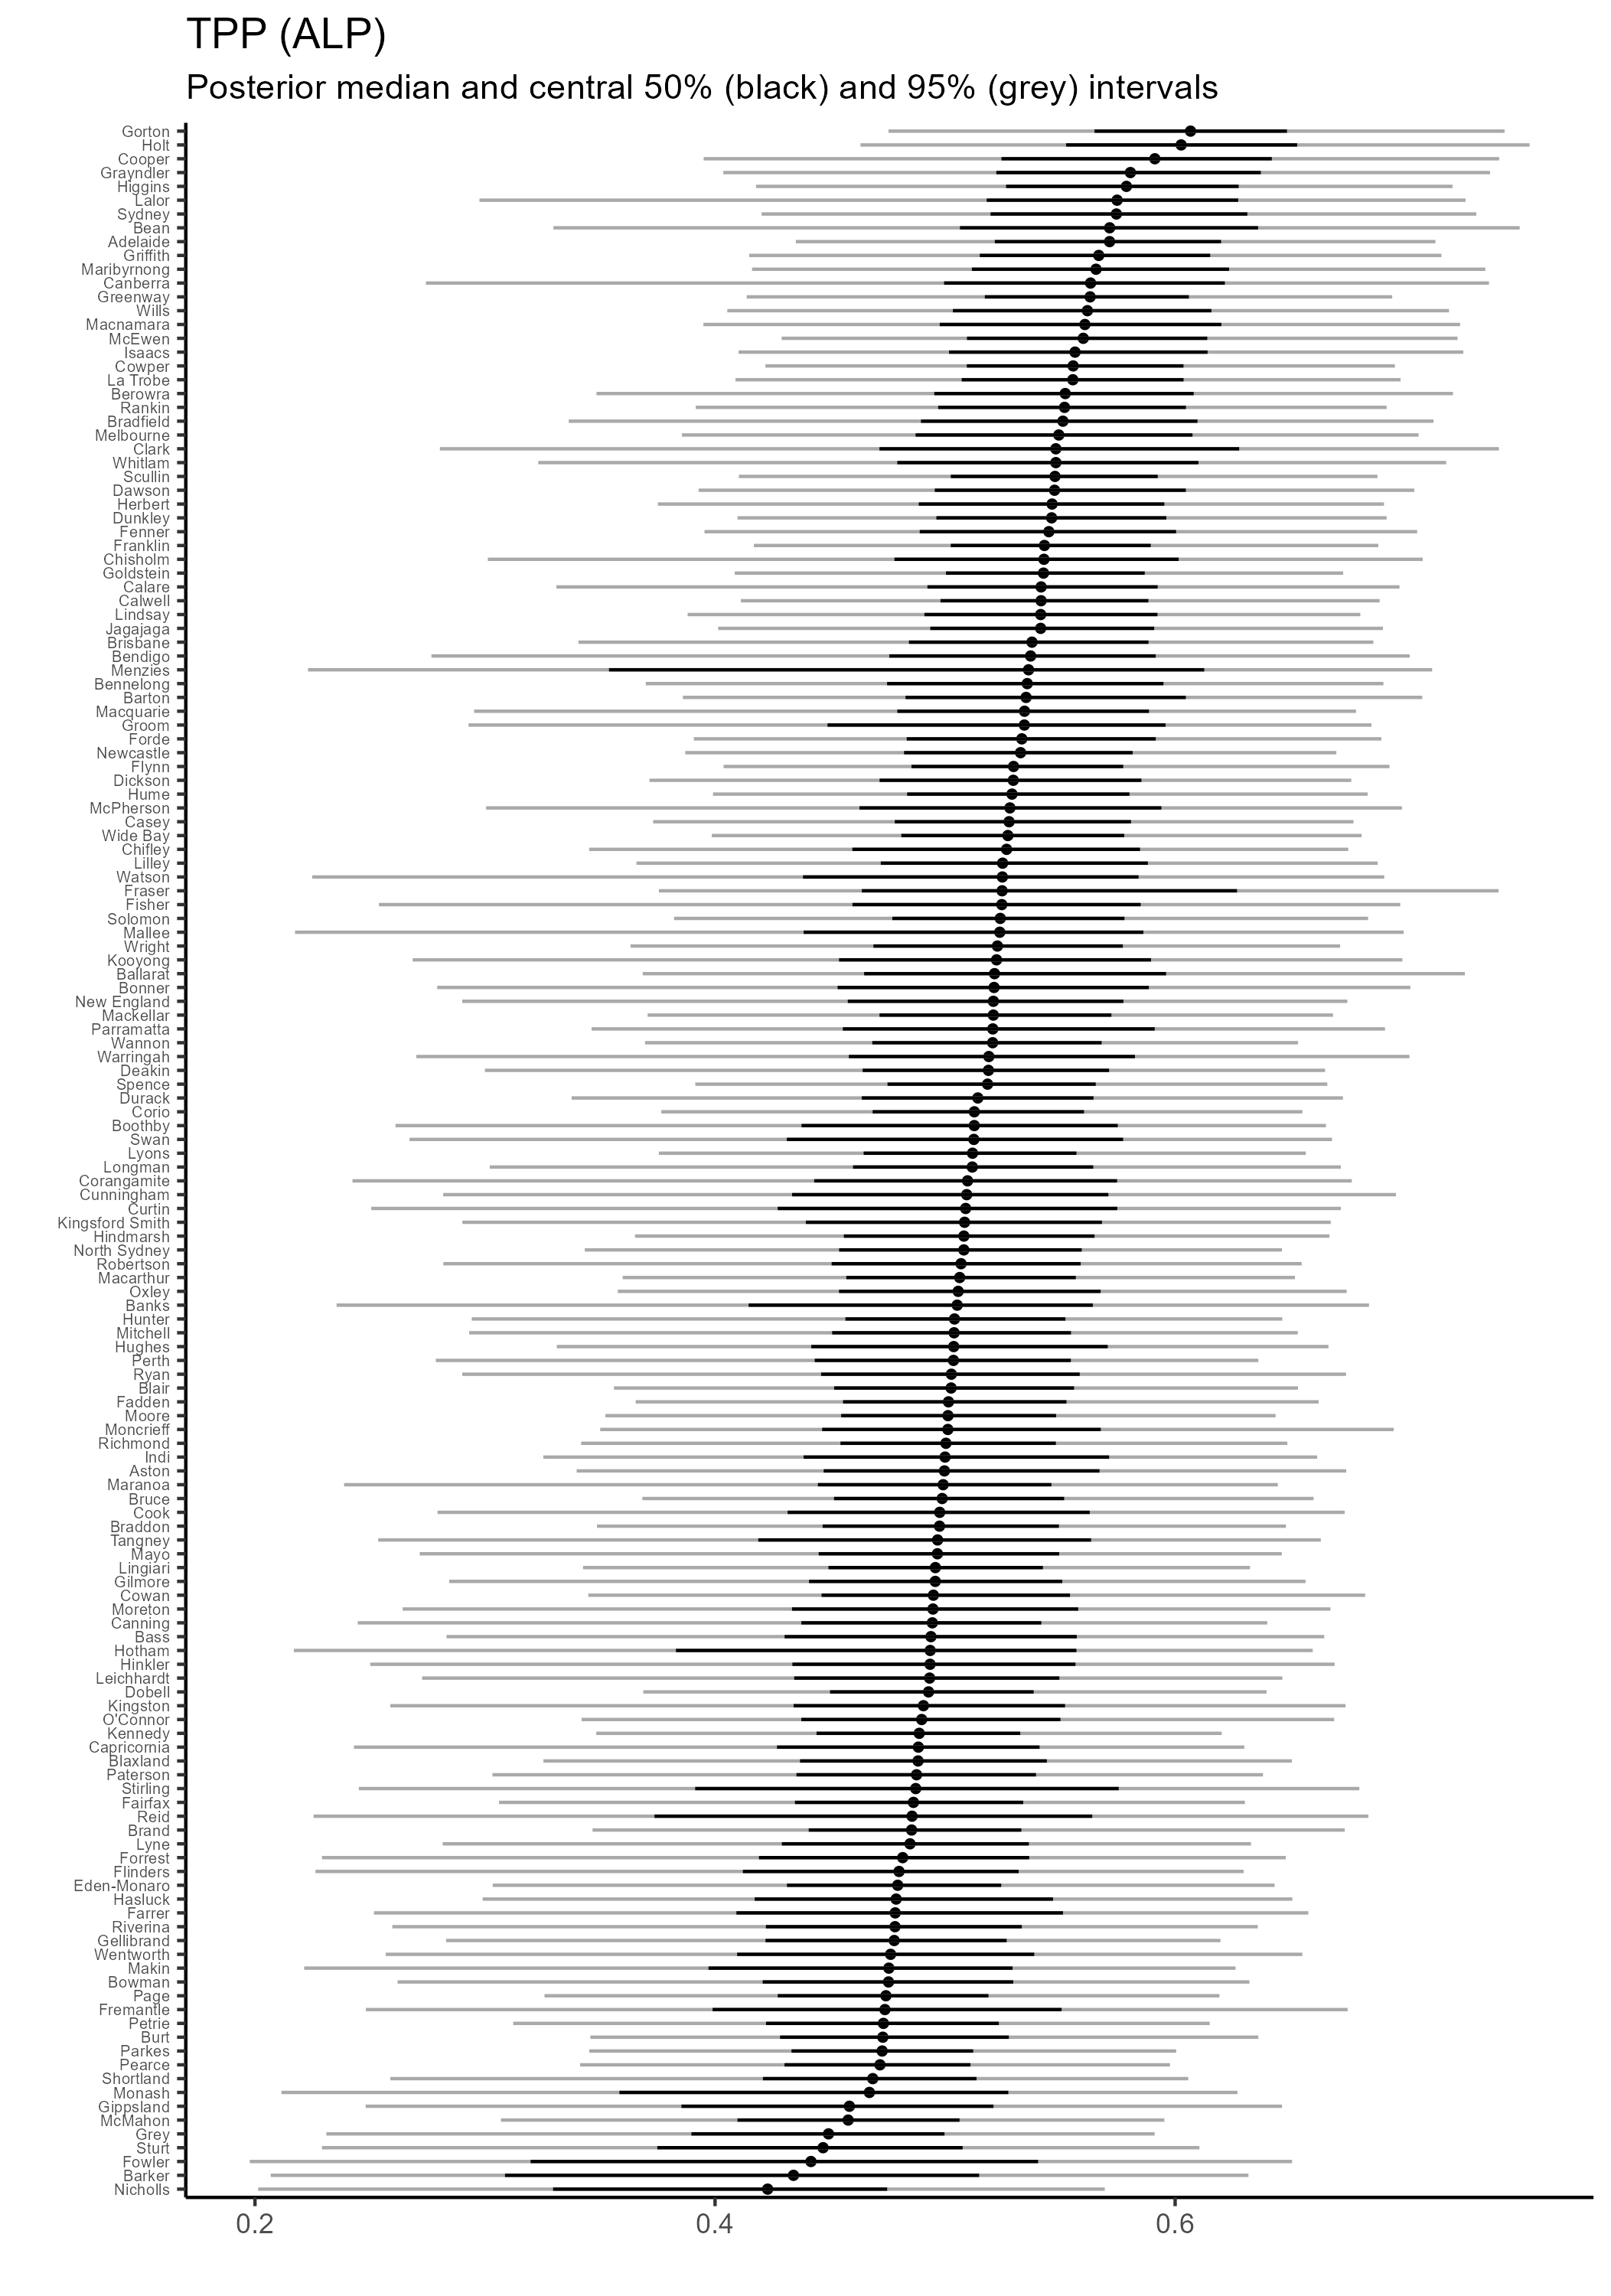 TPP (ALP)
Posterior median and central 50% (black) and 95% (grey) intervals
Gorton
Holt
Cooper
Grayndler
Higgins
Lalor
Sydney
Bean
Adelaide
Griffith
Maribyrnong
Canberra
Greenway
Wills
Macnamara
McEwen
Isaacs
Cowper
La Trobe
Berowra
Rankin
Bradfield
Melbourne
Clark
Whitlam
Scullin
Dawson
Herbert
Dunkley
Fenner
Franklin
Chisholm
Goldstein
Calare
Calwell
Lindsay
Jagajaga
Brisbane
Bendigo
Menzies
Bennelong
Barton
Macquarie
Groom
Forde
Newcastle
Flynn
Dickson
Hume
McPherson
Casey
Wide Bay
Chifley
Lilley
Watson
Fraser
Fisher
Solomon
Mallee
Wright
Kooyong
Ballarat
Bonner
New England
Mackellar
Parramatta
Wannon
Warringah
Deakin
Spence
Durack
Corio
Boothby
Swan
Lyons
Longman
Corangamite
Cunningham
Curtin
Kingsford Smith
Hindmarsh
North Sydney
Robertson
Macarthur
Oxley
Banks
Hunter
Mitchell
Hughes
Perth
Ryan
Blair
Fadden
Moore
Moncrieff
Richmond
Indi
Aston
Maranoa
Bruce
Cook
Braddon
Tangney
Mayo
Lingiari
Gilmore
Cowan
Moreton
Canning
Bass
Hotham
Hinkler
Leichhardt
Dobell
Kingston
O'Connor
Kennedy
Capricornia
Blaxland
Paterson
Stirling
Fairfax
Reid
Brand
Lyne
Forrest
Flinders
Eden-Monaro
Hasluck
Farrer
Riverina
Gellibrand
Wentworth
Makin
Bowman
Page
Fremantle
Petrie
Burt
Parkes
Pearce
Shortland
Monash
Gippsland
McMahon
Grey
Sturt
Fowler
Barker
Nicholls
0.2 0.4 0.6